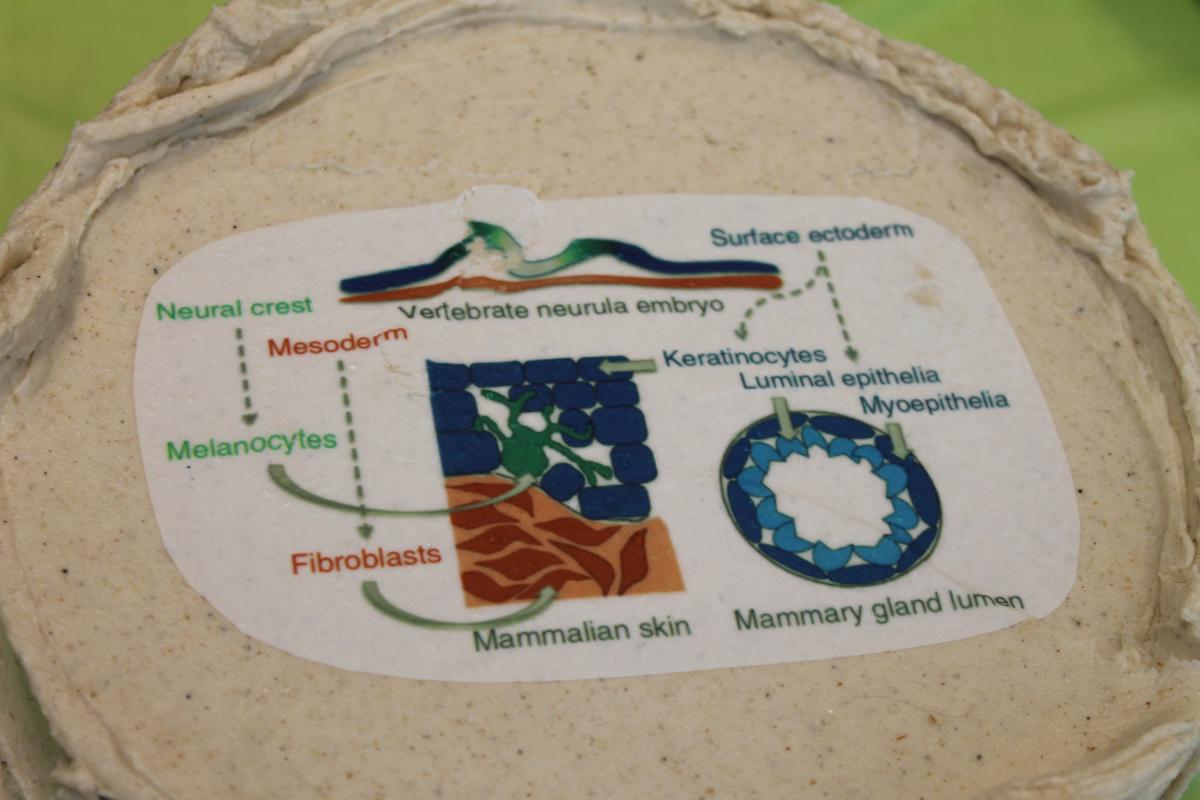 Surface ectoderm
Neural crest
Vertebrate neurula embryo
Mesoderm
Keratinocytes
Luminal epithelia
Myoepithelia
Melanocytes
Fibroblasts
Mammalian skin
Mammary gland lumen